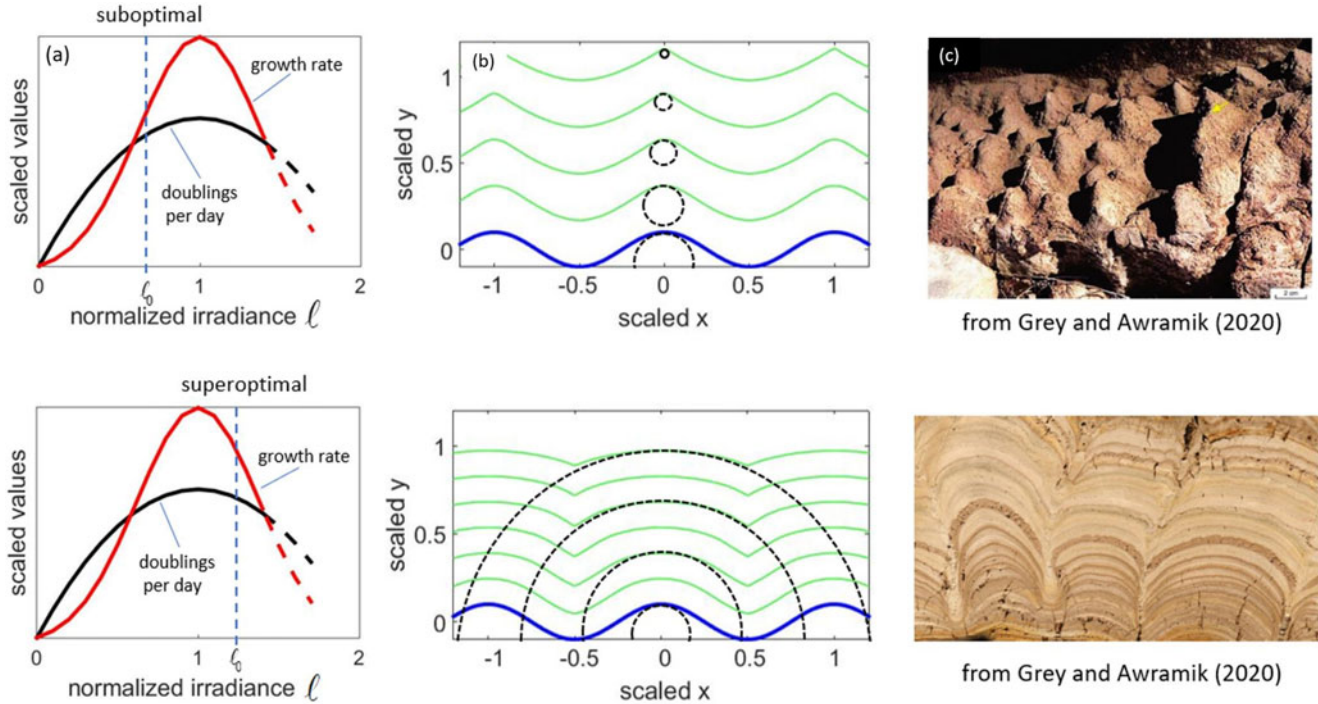 suboptimal
(a)
growth rate
doublings
per day
scaled values
0
ℓ0
1
2
normalized irradiance ℓ
(b)
1
0.5
0
scaled y
-1
-0.5
0
0.5
1
scaled x
(c)
2 cm
from Grey and Awramik (2020)
superoptimal
growth rate
doublings
per day
scaled values
0
1
ℓ0
2
normalized irradiance ℓ
1
0.5
0
scaled y
-1
-0.5
0
0.5
1
scaled x
from Grey and Awramik (2020)